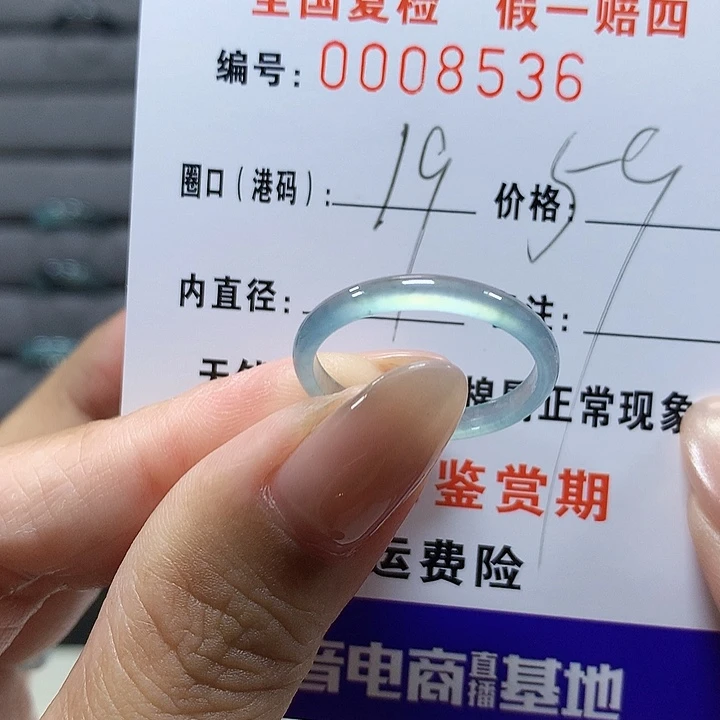 全国复检 假一赔四
编号: 0008536
圈口(港码): 19 价格: 59
内直径: 注:
正常现象
鉴赏期
运费险
音电商直播基地